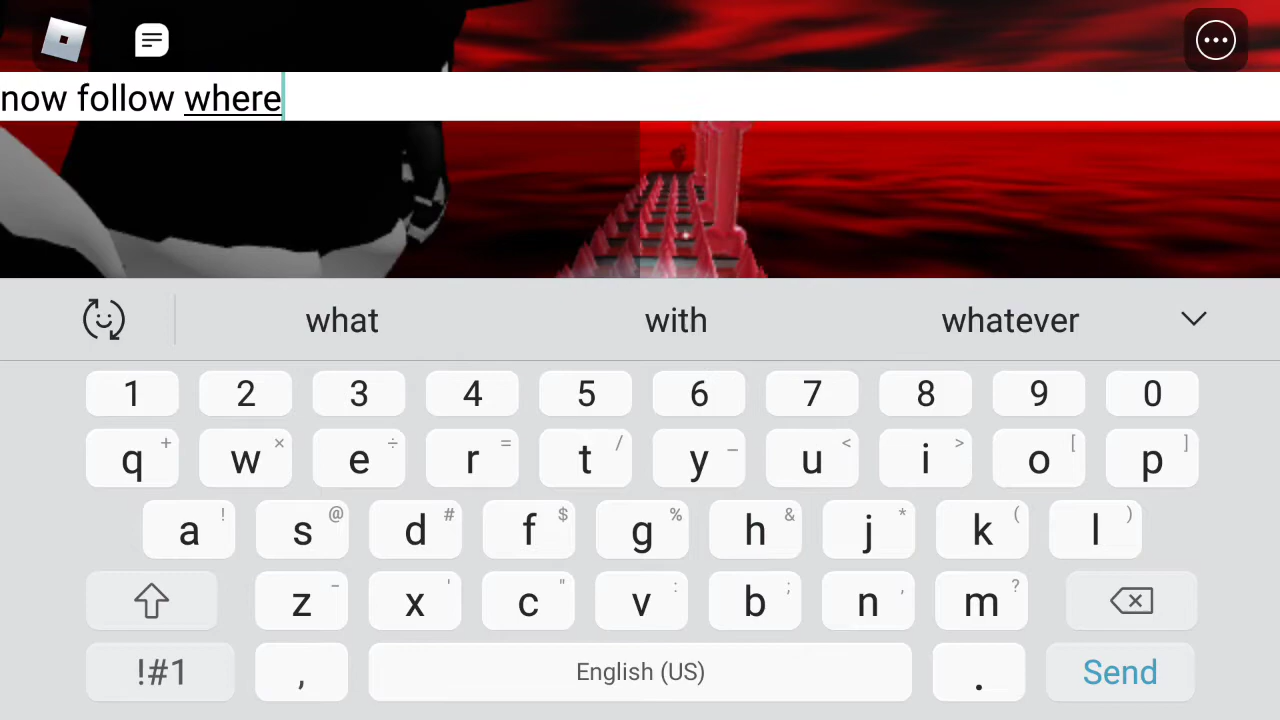 now follow where
what with whatever
1 2 3 4 5 6 7 8 9 0
q + w × e ÷ r = t / y _ u < i > o [ p ]
a ! s @ d # f $ g % h & j * k ( l )
z - x ' c " v : b ; n , m ?
!#1 , English (US) . Send